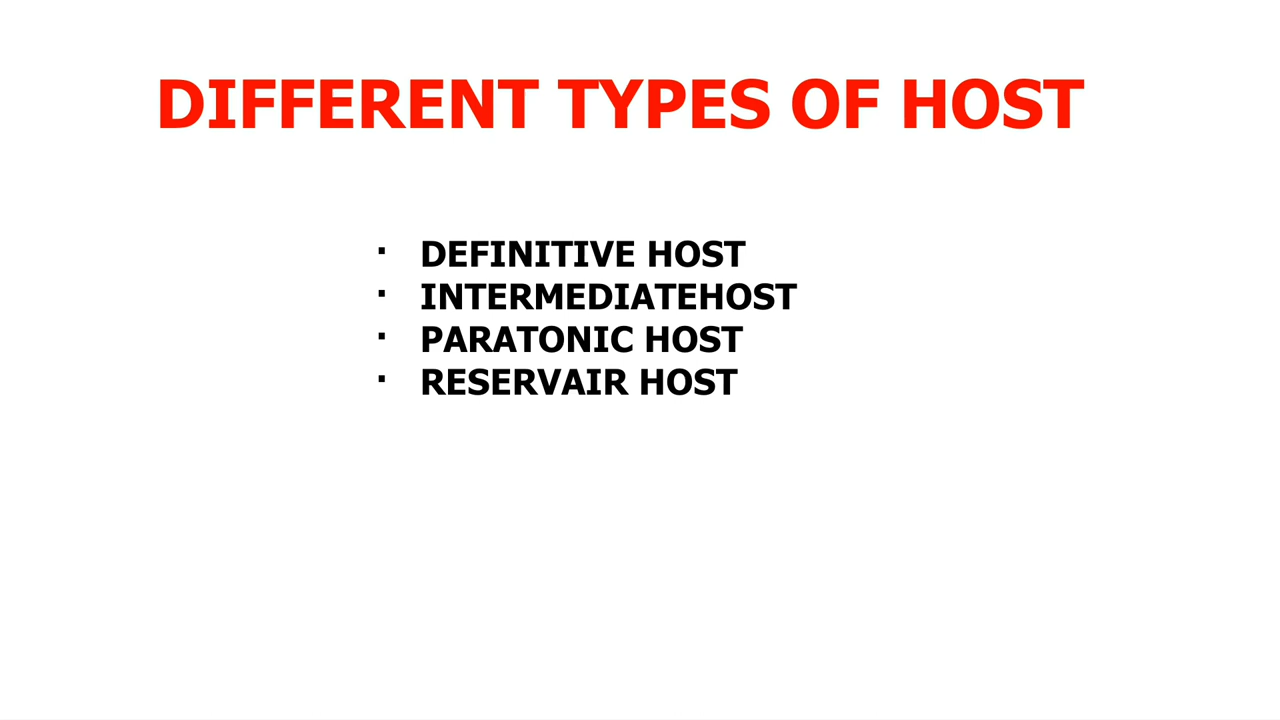 DIFFERENT TYPES OF HOST
· DEFINITIVE HOST
· INTERMEDIATEHOST
· PARATONIC HOST
· RESERVAIR HOST